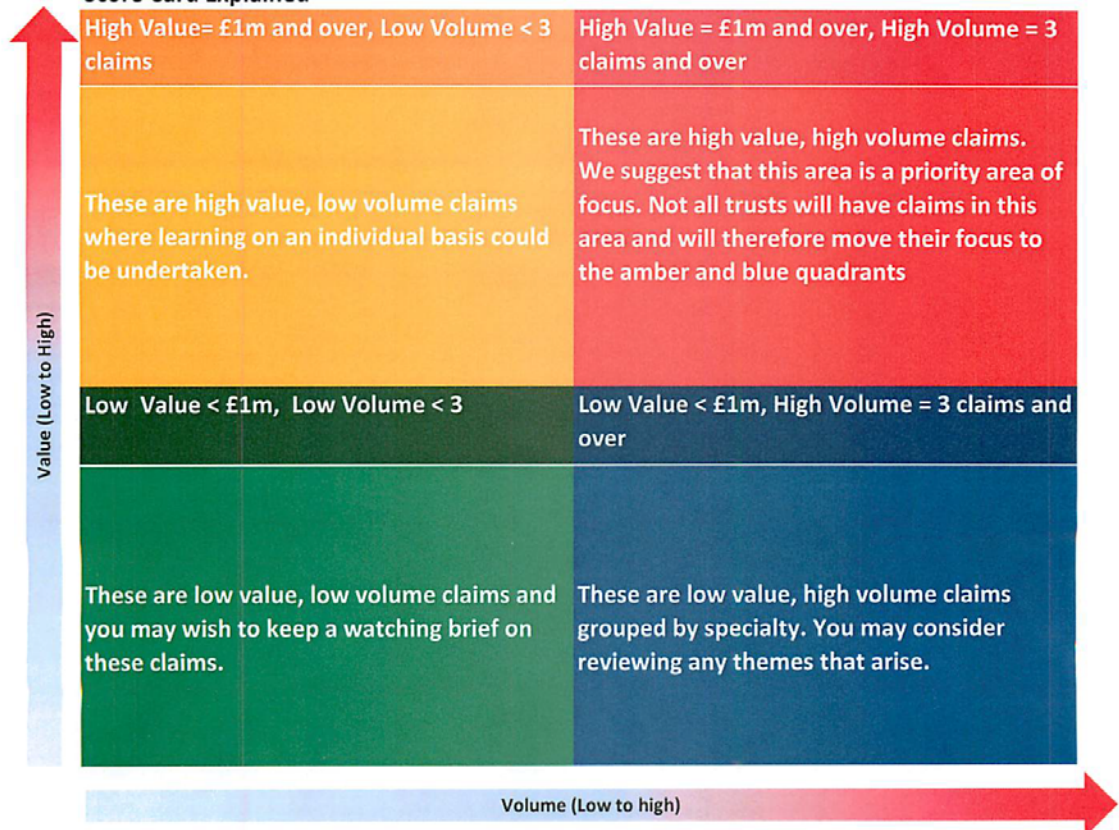 High Value= £1m and over, Low Volume < 3
claims
High Value = £1m and over, High Volume = 3
claims and over
These are high value, low volume claims
where learning on an individual basis could
be undertaken.
These are high value, high volume claims.
We suggest that this area is a priority area of
focus. Not all trusts will have claims in this
area and will therefore move their focus to
the amber and blue quadrants
Low Value < £1m, Low Volume < 3
Low Value < £1m, High Volume = 3 claims and
over
These are low value, low volume claims and
you may wish to keep a watching brief on
these claims.
These are low value, high volume claims
grouped by specialty. You may consider
reviewing any themes that arise.
Value (Low to High)
Volume (Low to high)